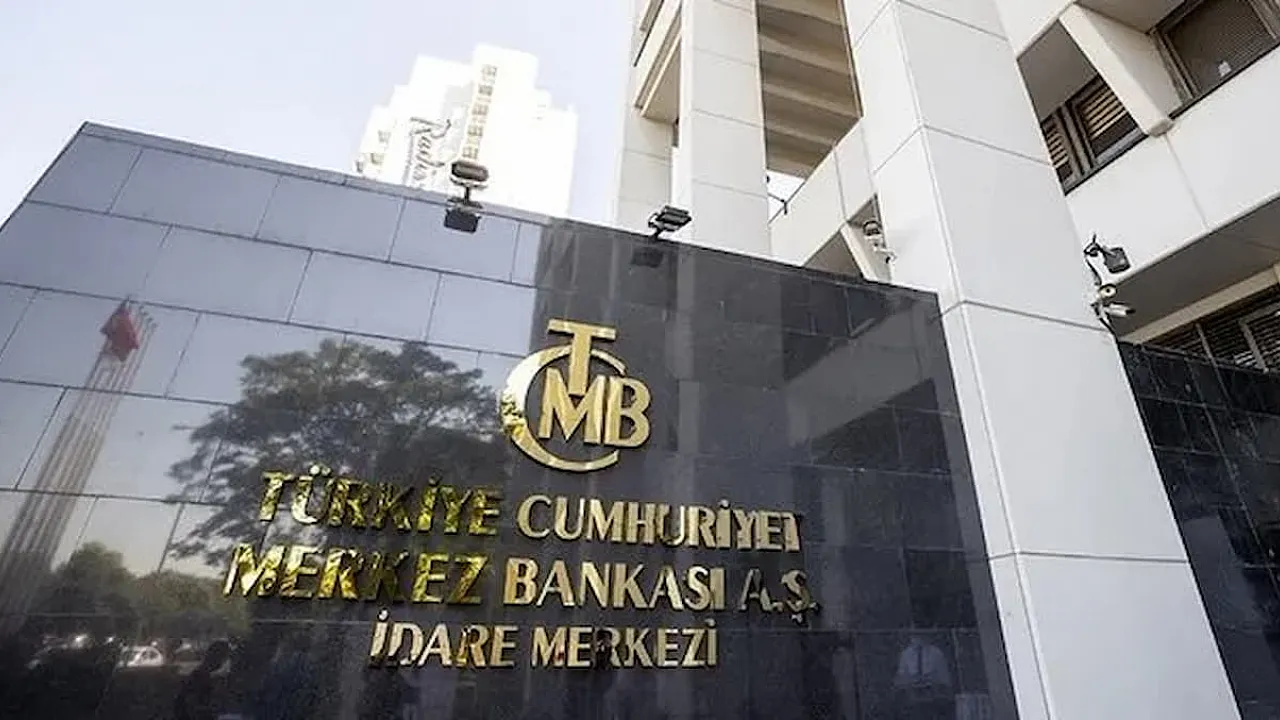 TCMB
TÜRKİYE CUMHURİYET
MERKEZ BANKASI A.Ş.
İDARE MERKEZİ